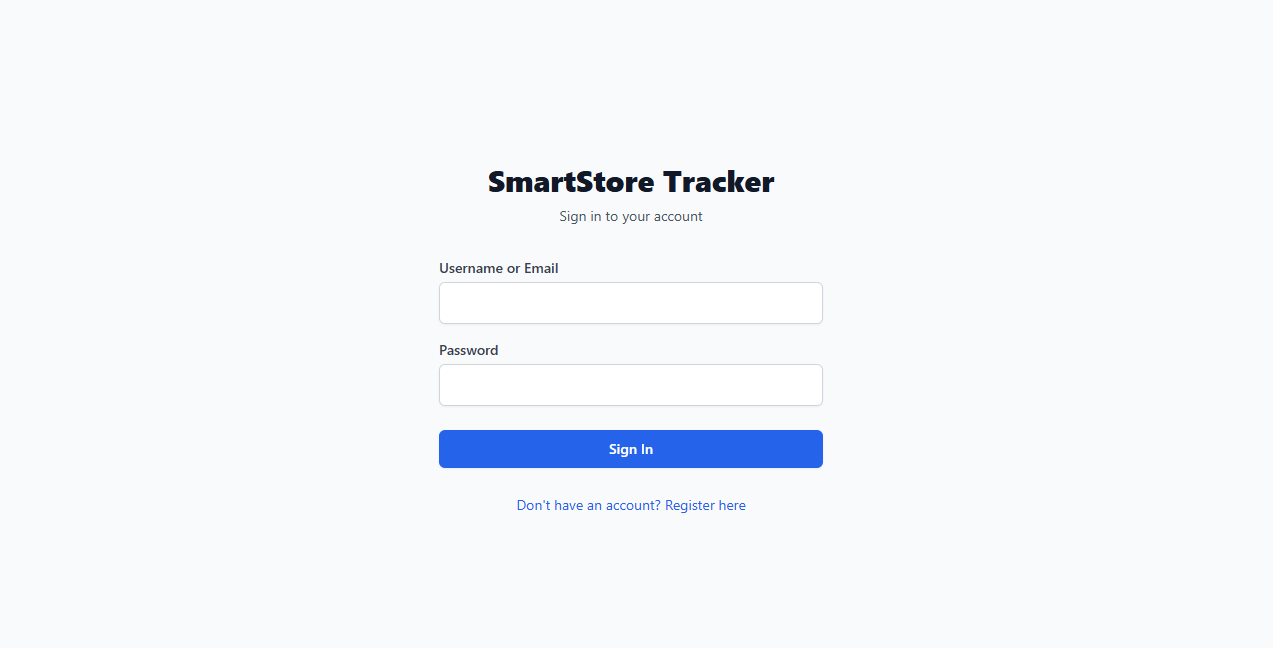 SmartStore Tracker
Sign in to your account
Username or Email
Password
Sign In
Don't have an account? Register here